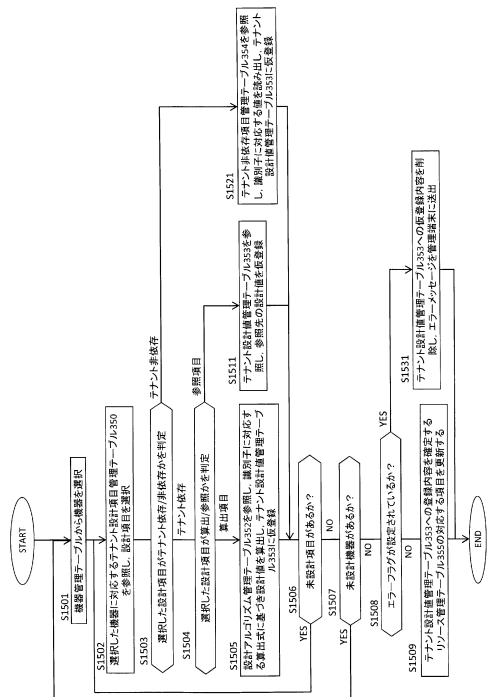 START
S1501
機器管理テーブルから機器を選択
S1502
選択した機器に対応するテナント設計項目管理テーブル350
を参照し、設計項目を選択
S1503
選択した設計項目がテナント依存/非依存かを判定
テナント非依存
テナント依存
S1504
選択した設計項目が算出/参照かを判定
参照項目
算出項目
S1505
設計アルゴリズム管理テーブル352を参照し、識別子に対応す
る算出式に基づき設計値を算出し、テナント設計値管理テーブ
ル353に仮登録
S1511
テナント設計値管理テーブル353を参
照し、参照先の設計値を仮登録
S1521
テナント非依存項目管理テーブル354を参照
し、識別子に対応する値を読み出し、テナント
設計値管理テーブル353に仮登録
S1506
未設計項目があるか?
YES
NO
S1507
未設計機器があるか?
YES
NO
S1508
エラーフラグが設定されているか?
YES
NO
S1509
テナント設計値管理テーブル353への登録内容を確定する
リソース管理テーブル355の対応する項目を更新する
S1531
テナント設計値管理テーブル353への仮登録内容を削
除し、エラーメッセージを管理端末に送出
END